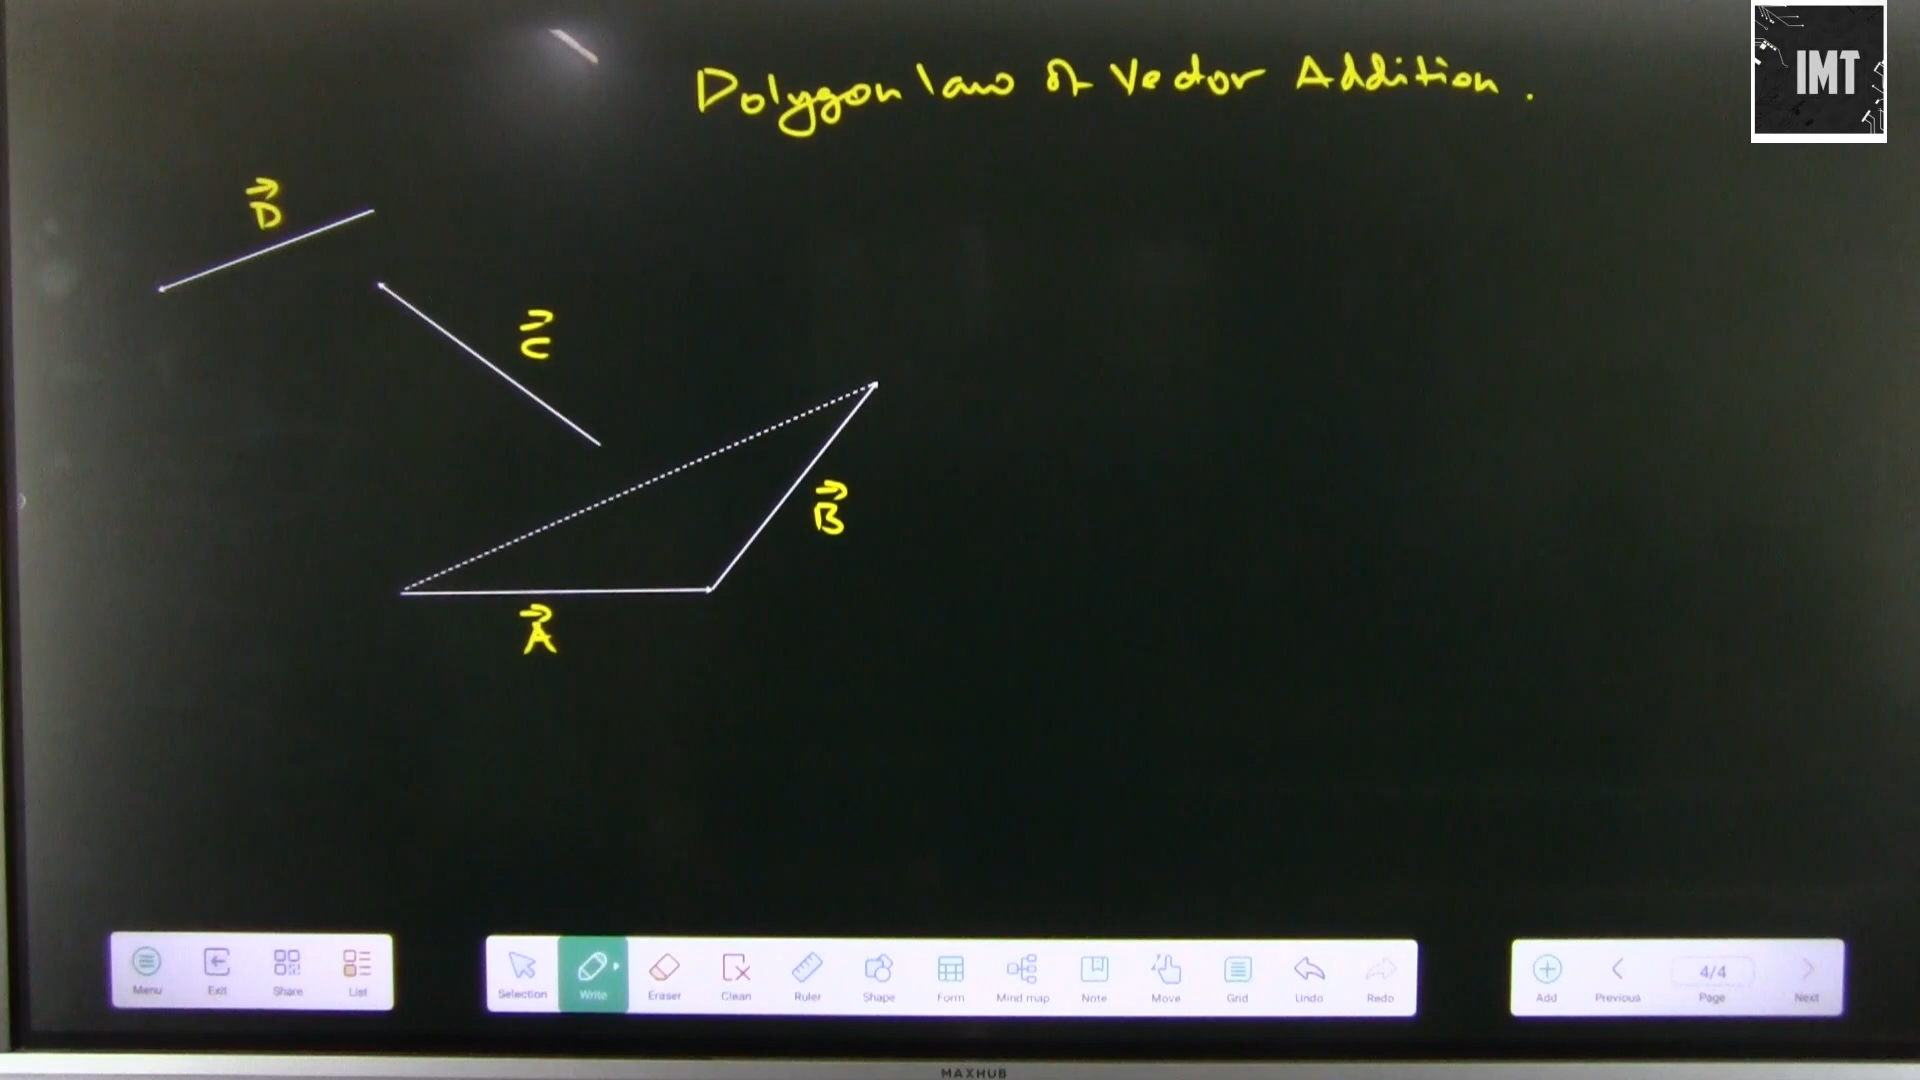 Polygon law of Vector Addition.
IMT
D
C
B
A
Menu Exit Share List
Selection Write Eraser Clean Ruler Shape Form Mind map Note Move Grid Undo Redo
Add Previous 4/4 Page Next
MAXHUB